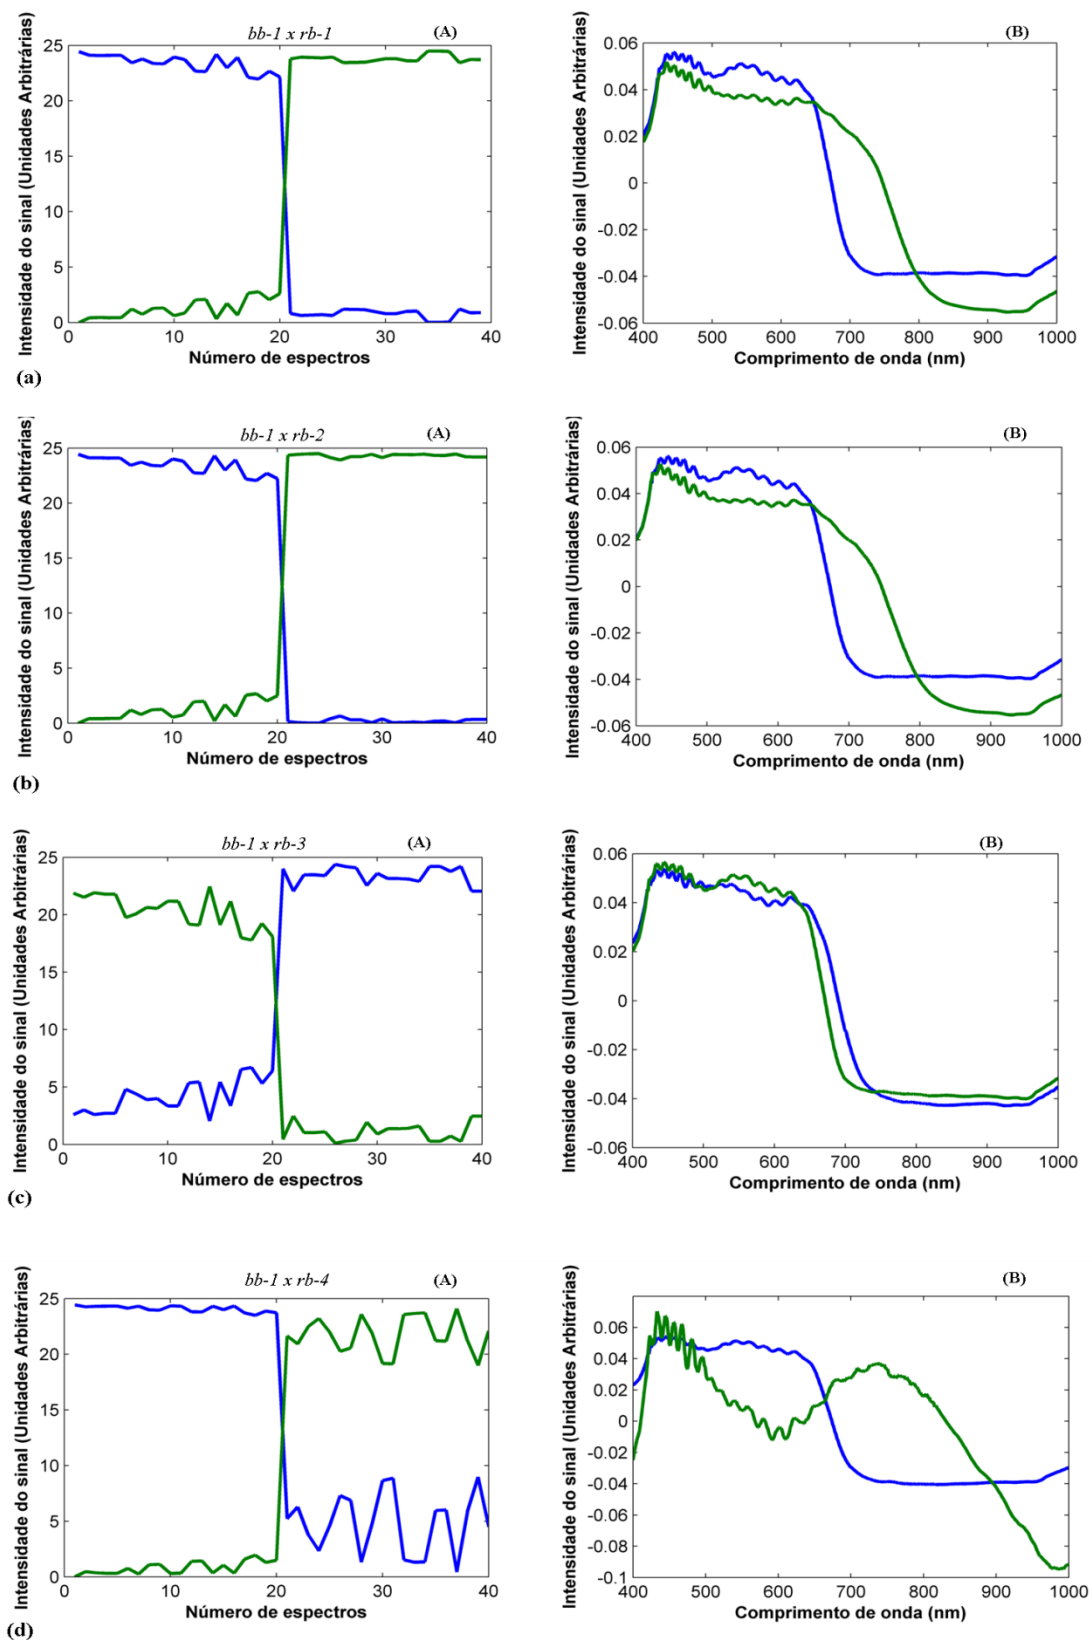 bb-1 x rb-1 (A) (B)
Intensidade do sinal (Unidades Arbitrárias)
25
20
15
10
5
0
0 10 20 30 40
Número de espectros
Intensidade do sinal (Unidades Arbitrárias)
0.06
0.04
0.02
0
-0.02
-0.04
-0.06
400 500 600 700 800 900 1000
Comprimento de onda (nm)
(a)
bb-1 x rb-2 (A) (B)
Intensidade do sinal (Unidades Arbitrárias)
25
20
15
10
5
0
0 10 20 30 40
Número de espectros
Intensidade do sinal (Unidades Arbitrárias)
0.06
0.04
0.02
0
-0.02
-0.04
-0.06
400 500 600 700 800 900 1000
Comprimento de onda (nm)
(b)
bb-1 x rb-3 (A) (B)
Intensidade do sinal (Unidades Arbitrárias)
25
20
15
10
5
0
0 10 20 30 40
Número de espectros
Intensidade do sinal (Unidades Arbitrárias)
0.06
0.04
0.02
0
-0.02
-0.04
-0.06
400 500 600 700 800 900 1000
Comprimento de onda (nm)
(c)
bb-1 x rb-4 (A) (B)
Intensidade do sinal (Unidades Arbitrárias)
25
20
15
10
5
0
0 10 20 30 40
Número de espectros
Intensidade do sinal (Unidades Arbitrárias)
0.06
0.04
0.02
0
-0.02
-0.04
-0.06
-0.08
-0.1
400 500 600 700 800 900 1000
Comprimento de onda (nm)
(d)